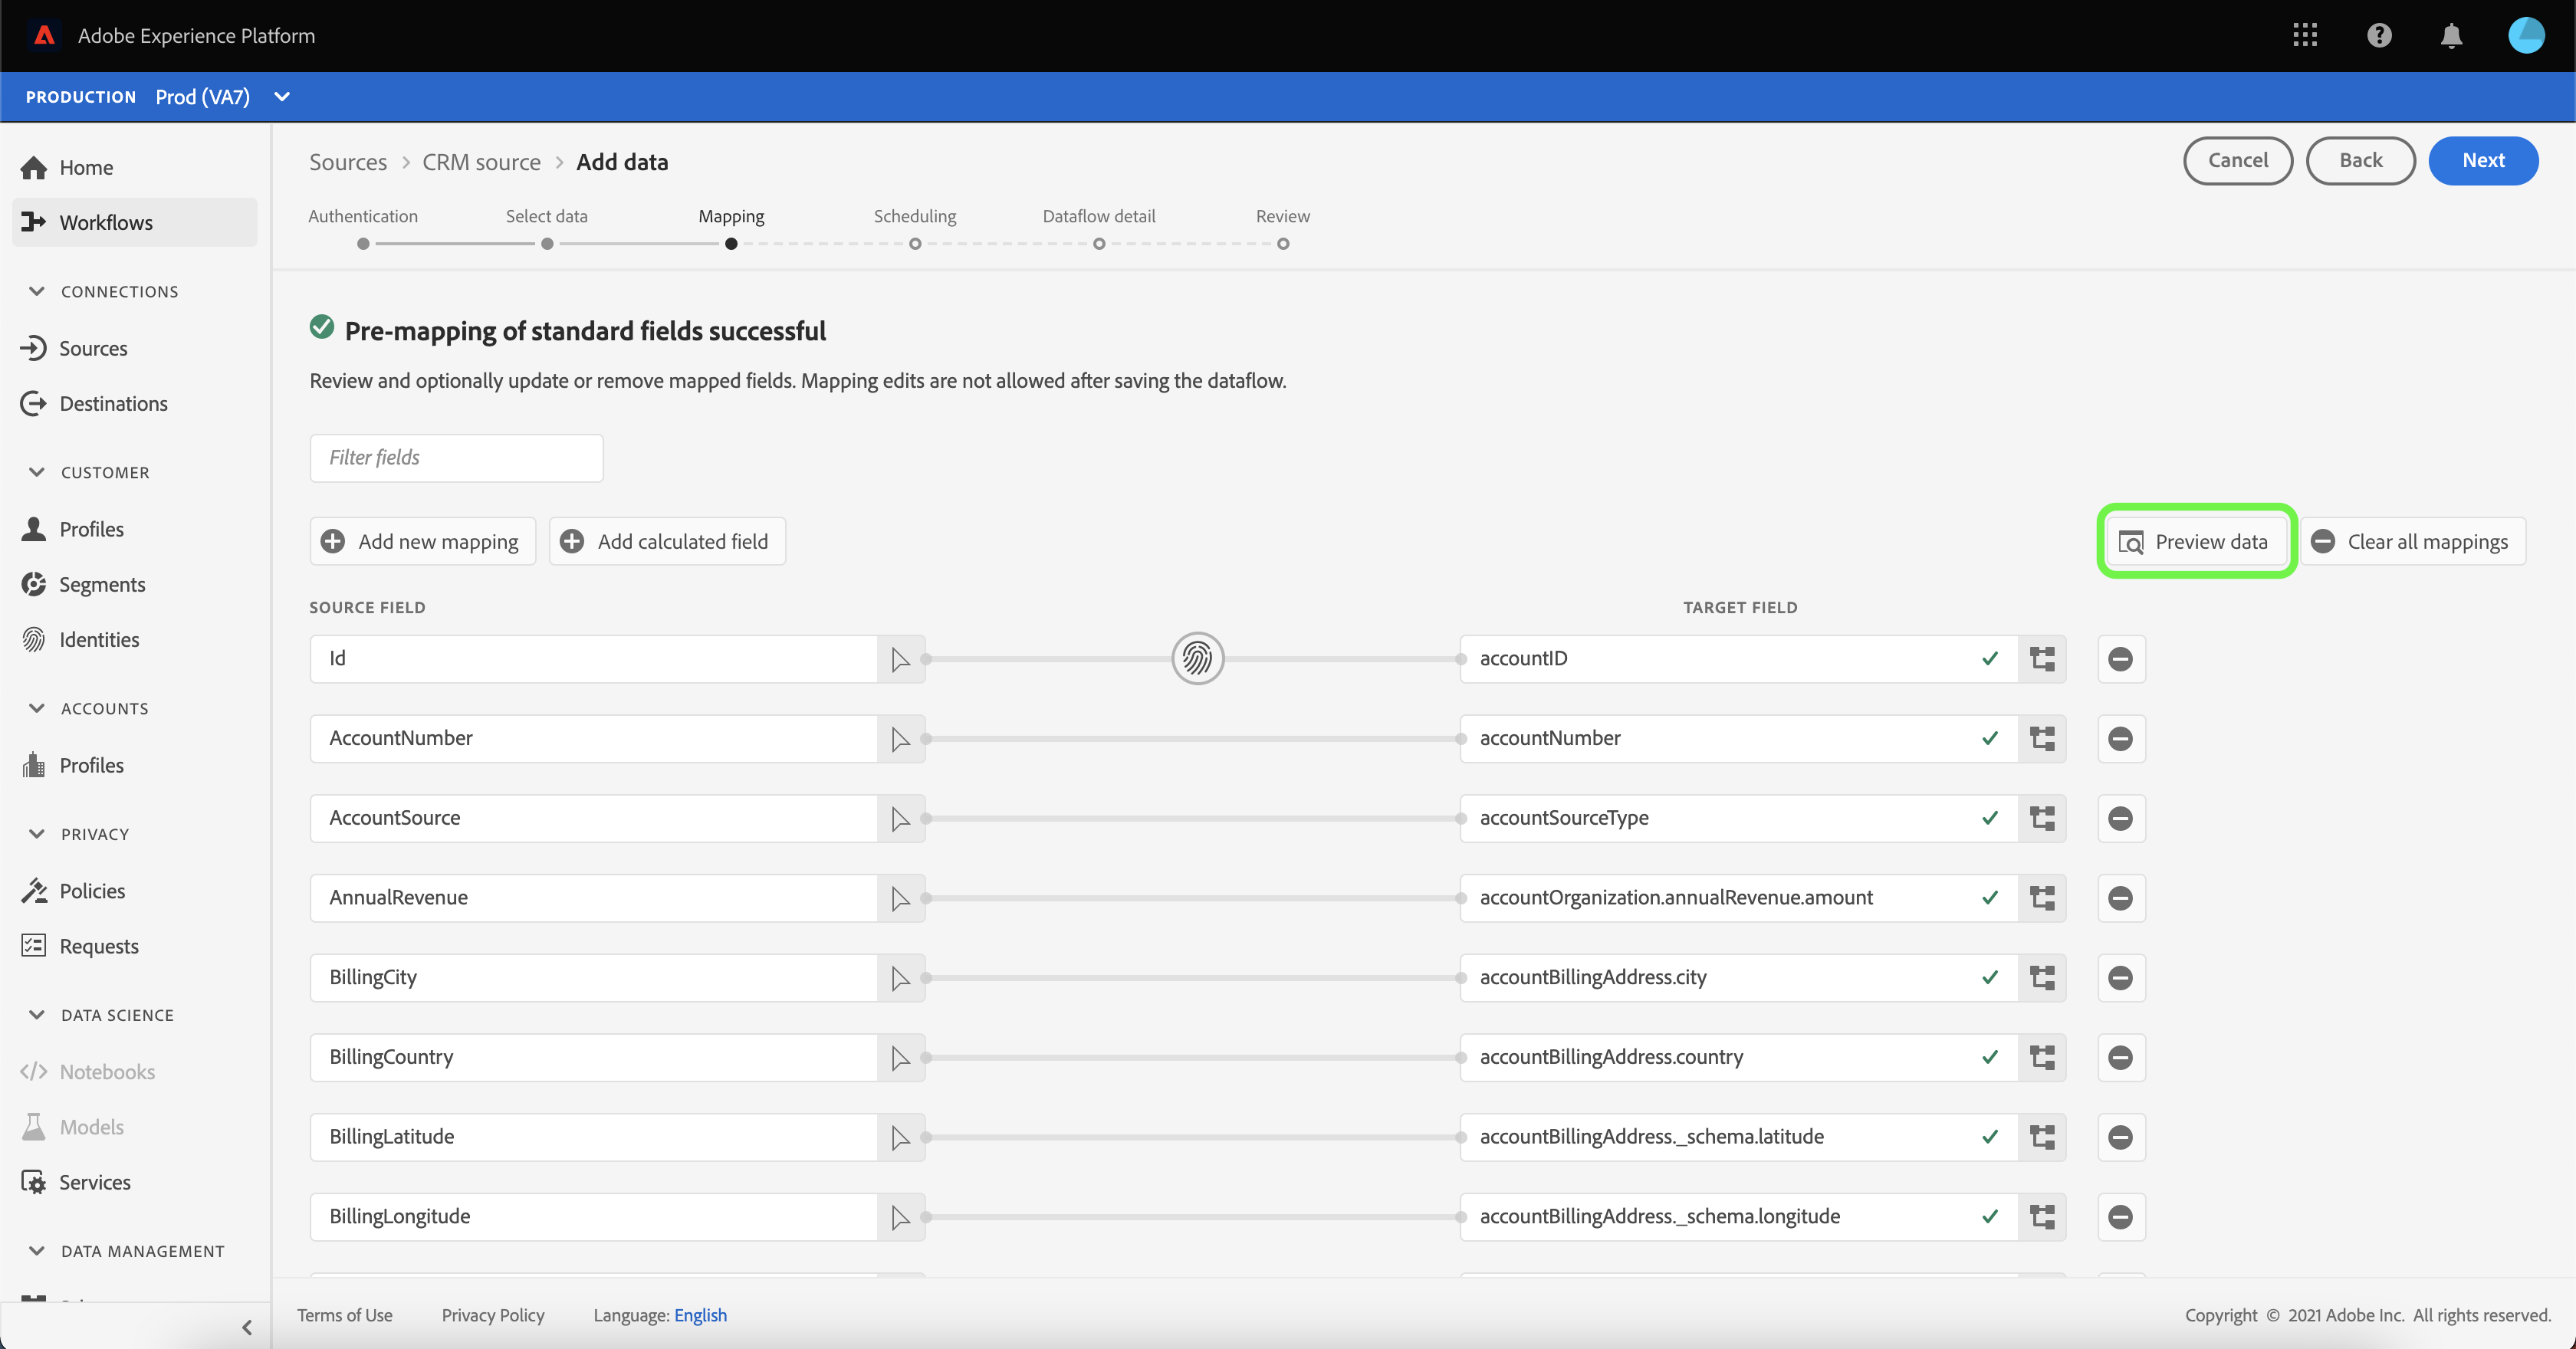 Adobe Experience Platform
PRODUCTION Prod (VA7)
Home
Workflows
CONNECTIONS
Sources
Destinations
CUSTOMER
Profiles
Segments
Identities
ACCOUNTS
Profiles
PRIVACY
Policies
Requests
DATA SCIENCE
Notebooks
Models
Services
DATA MANAGEMENT
Sources > CRM source > Add data
Cancel Back Next
Authentication Select data Mapping Scheduling Dataflow detail Review
Pre-mapping of standard fields successful
Review and optionally update or remove mapped fields. Mapping edits are not allowed after saving the dataflow.
Filter fields
Add new mapping Add calculated field Preview data Clear all mappings
SOURCE FIELD TARGET FIELD
Id accountID
AccountNumber accountNumber
AccountSource accountSourceType
AnnualRevenue accountOrganization.annualRevenue.amount
BillingCity accountBillingAddress.city
BillingCountry accountBillingAddress.country
BillingLatitude accountBillingAddress._schema.latitude
BillingLongitude accountBillingAddress._schema.longitude
Terms of Use Privacy Policy Language: English Copyright © 2021 Adobe Inc. All rights reserved.